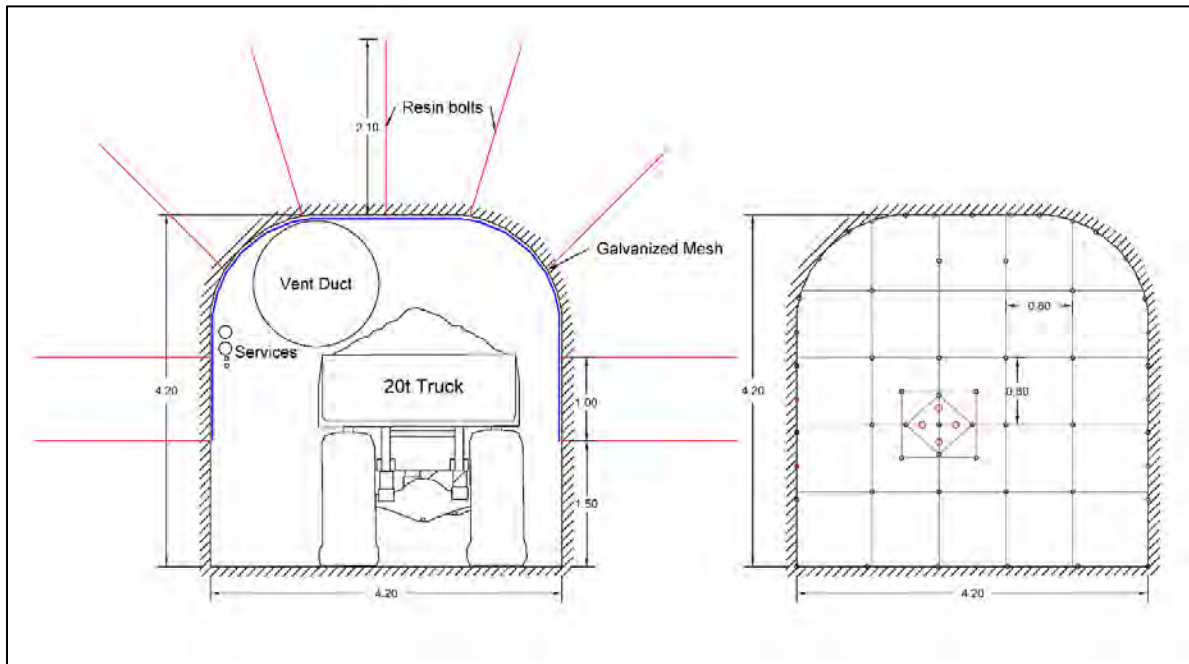 Resin bolts
2.10
Galvanized Mesh
Vent Duct
Services
20t Truck
4.20
1.00
1.50
4.20
0.80
0.80
4.20
4.20